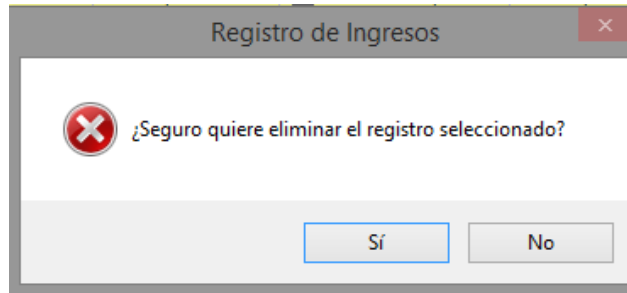 Registro de Ingresos
¿Seguro quiere eliminar el registro seleccionado?
Sí No